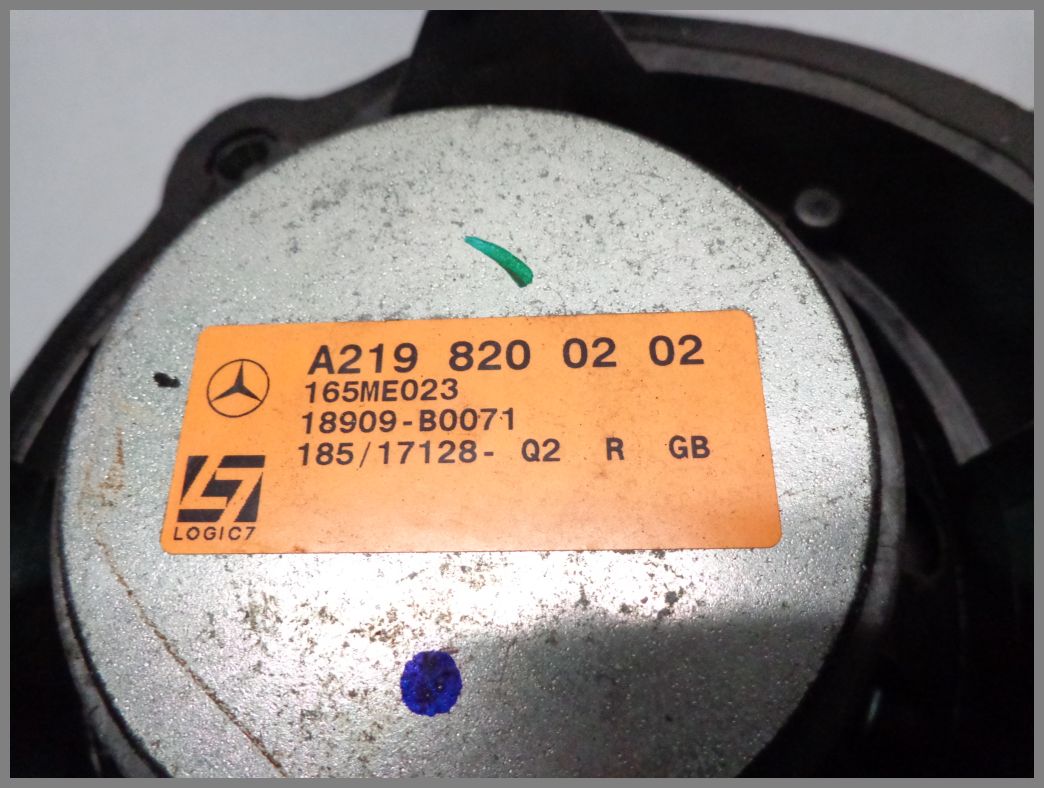 A219 820 02 02
165ME023
18909-B0071
185/17128- Q2 R GB
LOGIC7